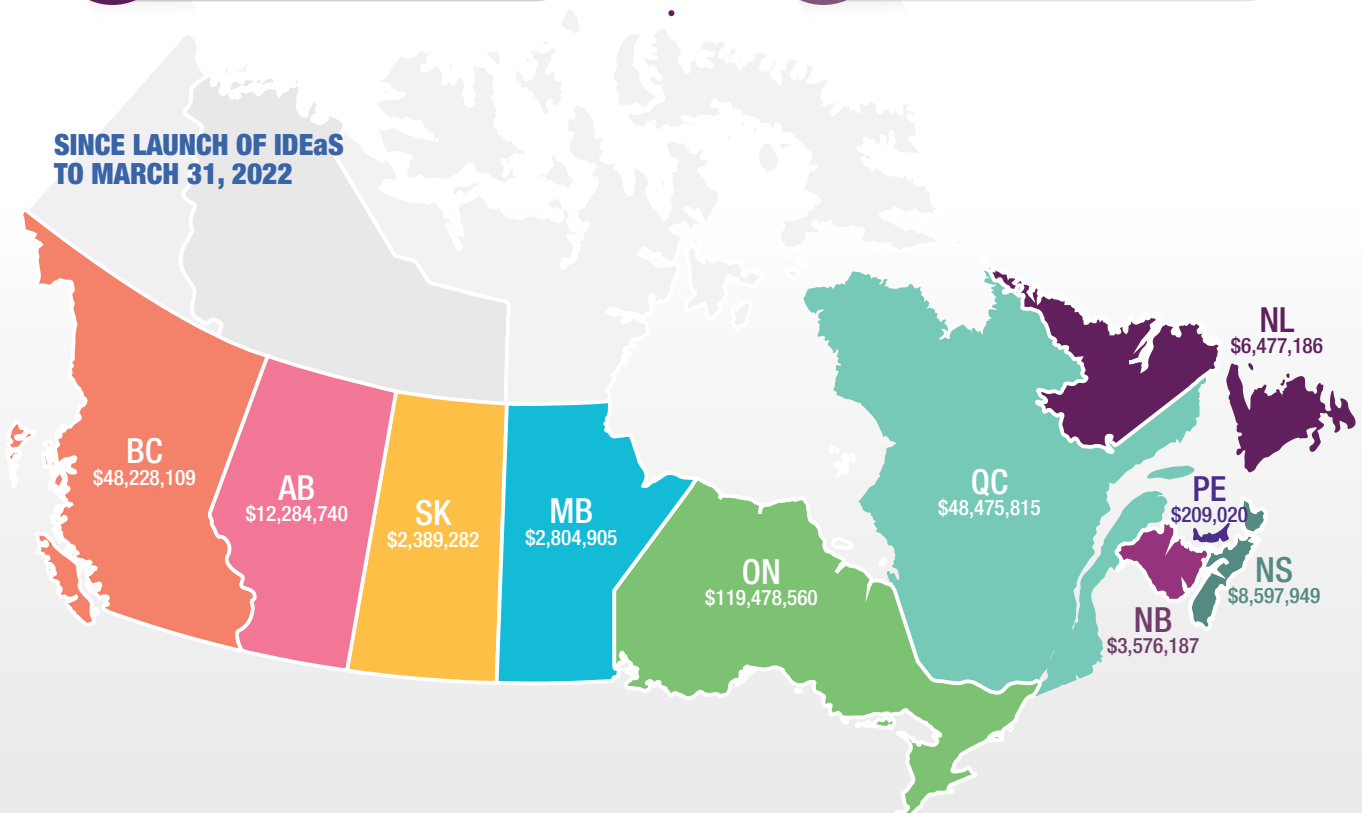 SINCE LAUNCH OF IDEaS
TO MARCH 31, 2022
NL
$6,477,186
BC
$48,228,109
AB
$12,284,740
SK
$2,389,282
MB
$2,804,905
QC
$48,475,815
PE
$209,020
ON
$119,478,560
NS
$8,597,949
NB
$3,576,187